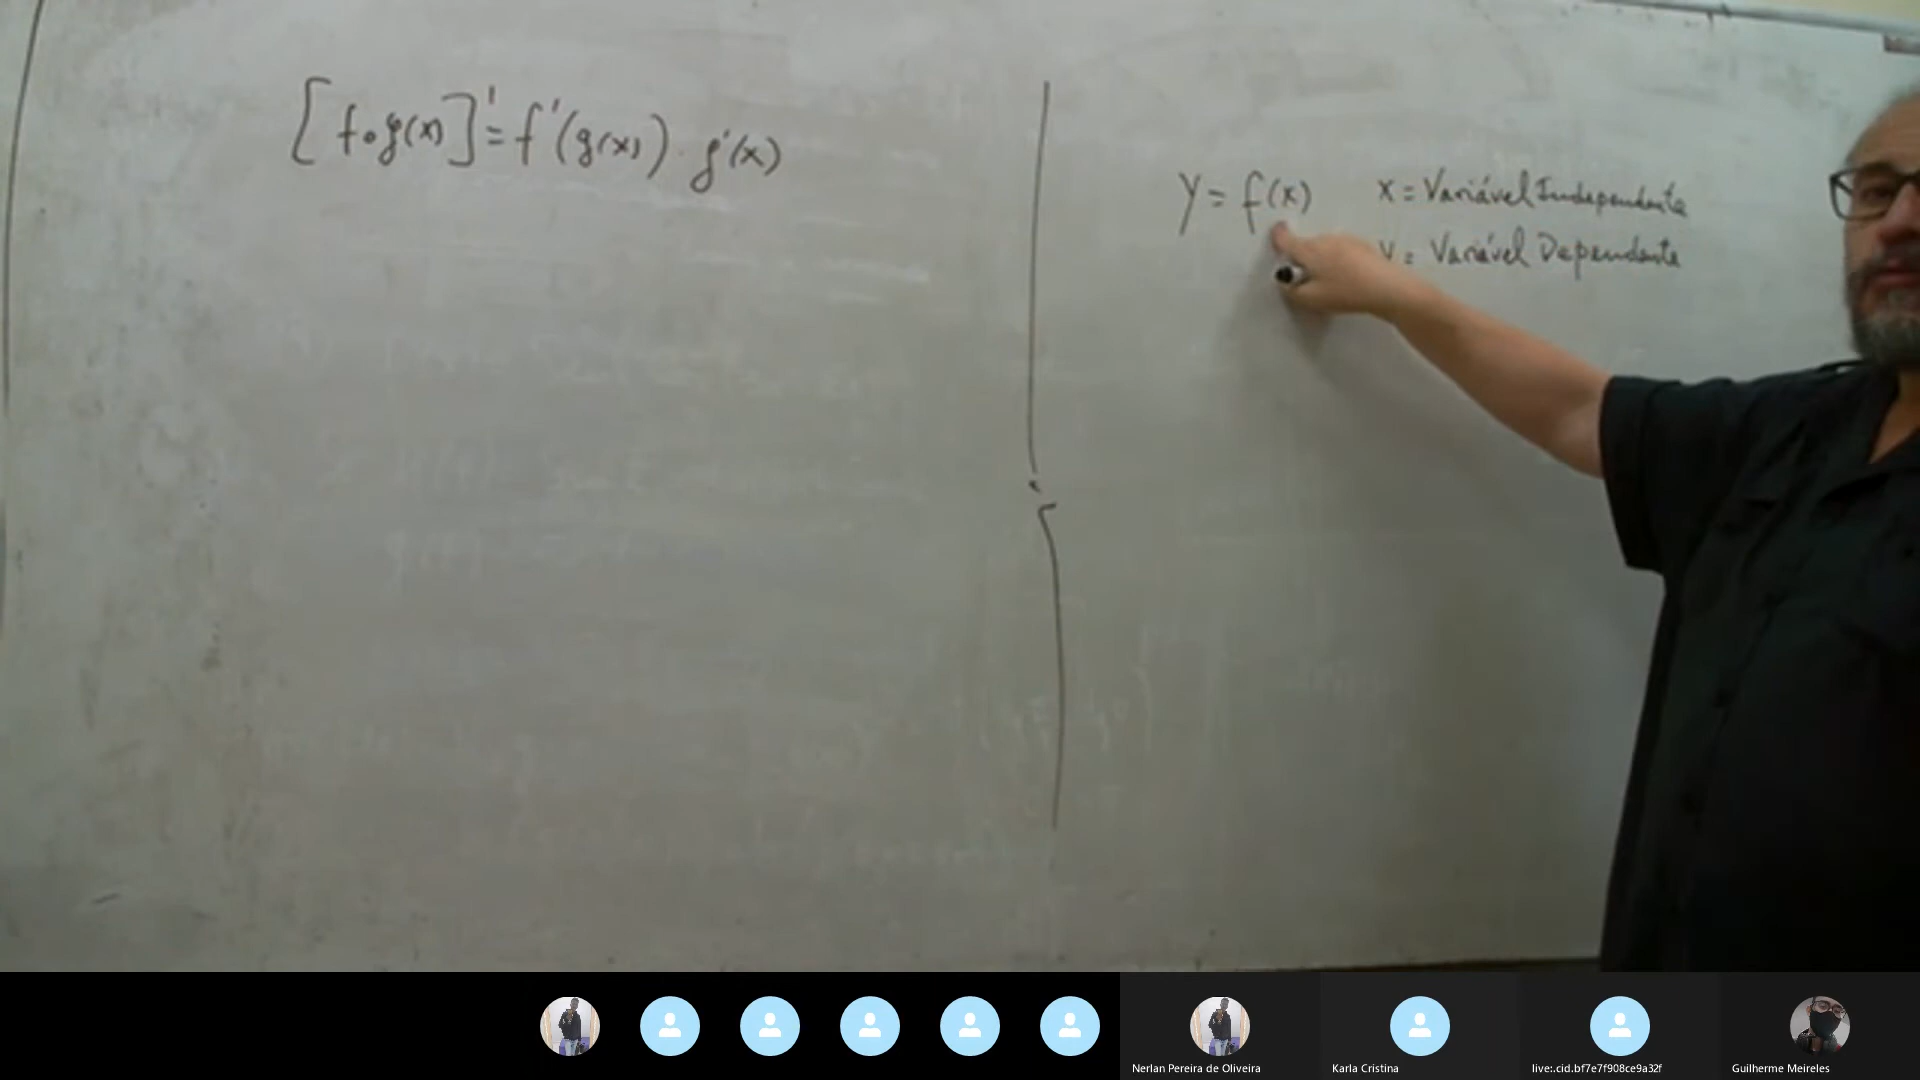 [f∘g(x)]' = f'(g(x)) · g'(x)
y = f(x) x = Variável Independente
y = Variável Dependente
Nerlan Pereira de Oliveira
Karla Cristina
live:.cid.bf7e7f908ce9a32f
Guilherme Meireles